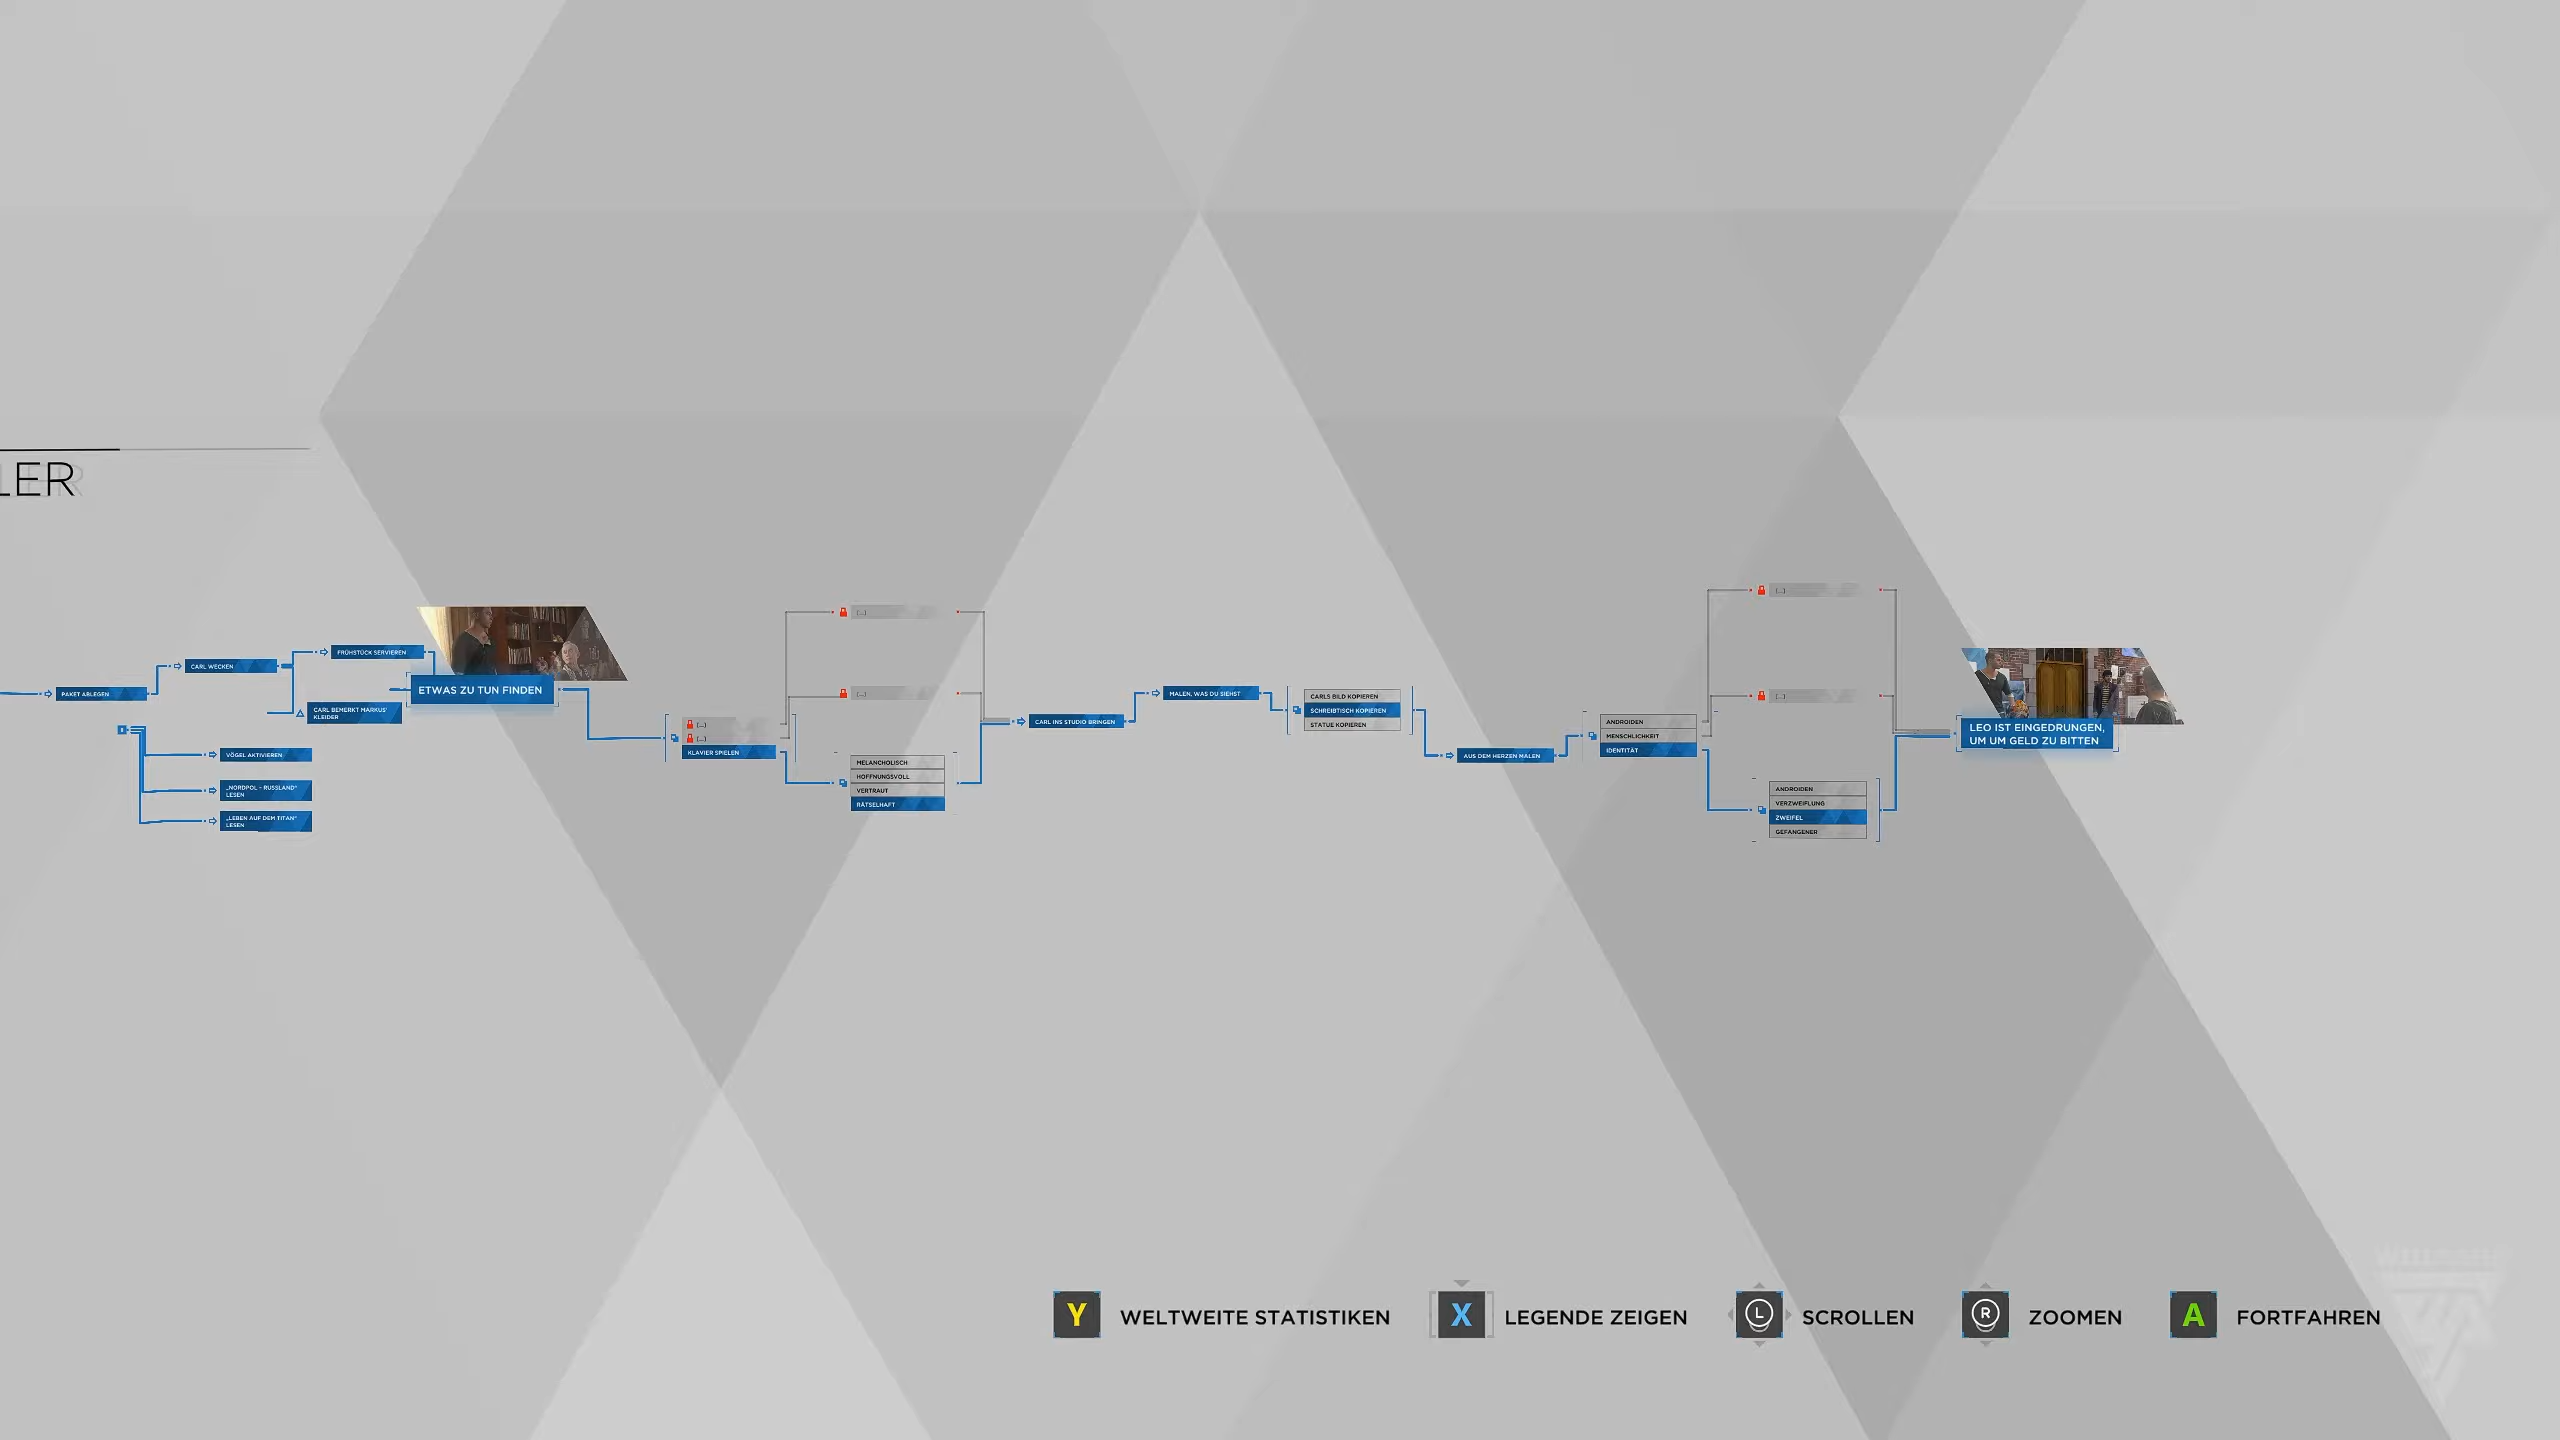 LER
PAKET ABLEGEN
CARL WECKEN
FRÜHSTÜCK SERVIEREN
CARL BEMERKT MARKUS'
KLEIDER
VÖGEL AKTIVIEREN
„NORDPOL – RUSSLAND"
LESEN
„LEBEN AUF DEM TITAN"
LESEN
ETWAS ZU TUN FINDEN
[...]
[...]
KLAVIER SPIELEN
[...]
[...]
MELANCHOLISCH
HOFFNUNGSVOLL
VERTRAUT
RÄTSELHAFT
CARL INS STUDIO BRINGEN
MALEN, WAS DU SIEHST
CARLS BILD KOPIEREN
SCHREIBTISCH KOPIEREN
STATUE KOPIEREN
AUS DEM HERZEN MALEN
ANDROIDEN
MENSCHLICHKEIT
IDENTITÄT
[...]
[...]
ANDROIDEN
VERZWEIFLUNG
ZWEIFEL
GEFANGENER
LEO IST EINGEDRUNGEN,
UM UM GELD ZU BITTEN
Y WELTWEITE STATISTIKEN
X LEGENDE ZEIGEN
L SCROLLEN
R ZOOMEN
A FORTFAHREN